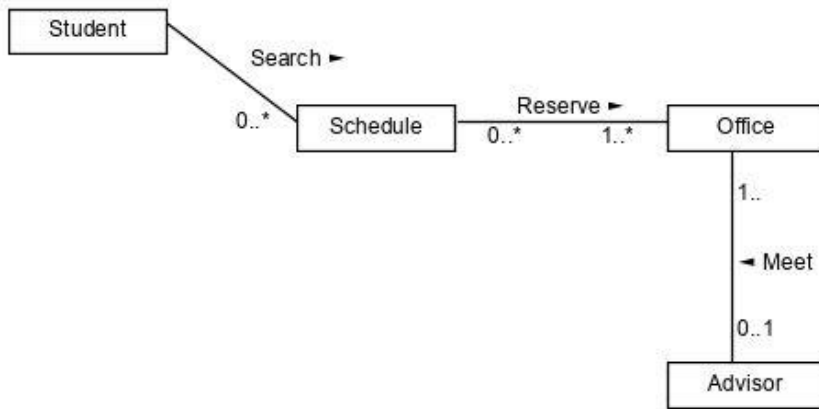 Student
Search ►
0..*
Schedule
Reserve ►
0..*
1..*
Office
1..
◄ Meet
0..1
Advisor